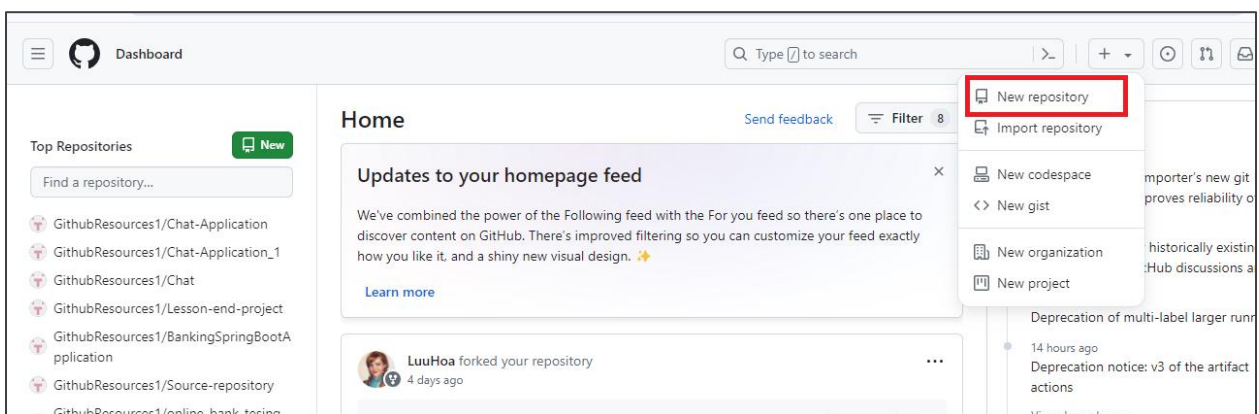 Dashboard
Type / to search
Top Repositories
New
Find a repository...
GithubResources1/Chat-Application
GithubResources1/Chat-Application_1
GithubResources1/Chat
GithubResources1/Lesson-end-project
GithubResources1/BankingSpringBootA
pplication
GithubResources1/Source-repository
GithubResources1/online_bank_tesing
Home
Send feedback
Filter 8
Updates to your homepage feed
We've combined the power of the Following feed with the For you feed so there's one place to
discover content on GitHub. There's improved filtering so you can customize your feed exactly
how you like it, and a shiny new visual design. ✨
Learn more
LuuHoa forked your repository
4 days ago
New repository
Import repository
New codespace
New gist
New organization
New project
mporter's new git
proves reliability o
historically existin
Hub discussions a
Deprecation of multi-label larger runn
14 hours ago
Deprecation notice: v3 of the artifact
actions